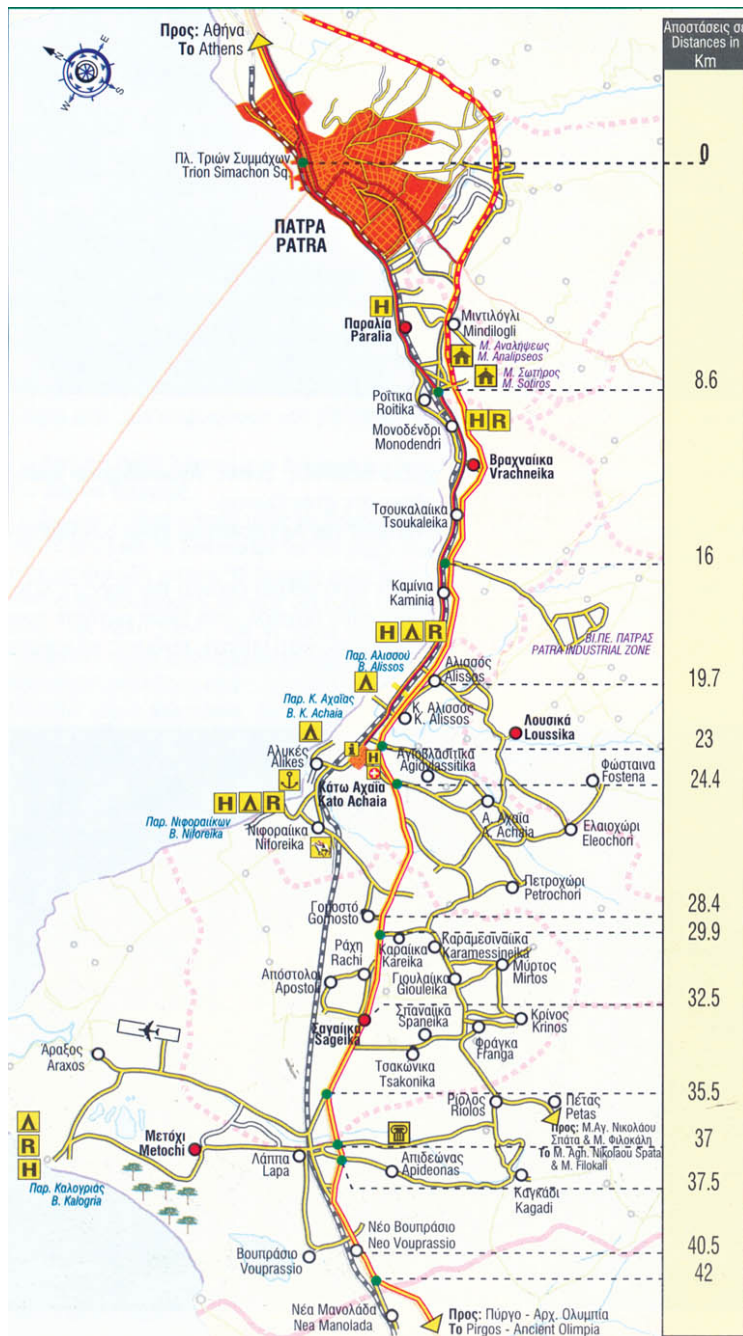 Προς: Αθήνα
To Athens
Αποστάσεις σε
Distances in
Km
N
E
S
W
Πλ. Τριών Συμμάχων
Trion Simachon Sq.
0
ΠΑΤΡΑ
PATRA
H
Παραλία
Paralia
Μιντιλόγλι
Mindilogli
Μ. Αναλήψεως
M. Analipseos
Μ. Σωτήρος
M. Sotiros
8.6
Ροΐτικα
Roitika
Μονοδένδρι
Monodendri
H R
Βραχναίικα
Vrachneika
Τσουκαλαίικα
Tsoukaleika
16
Καμίνια
Kaminia
ΒΙ.ΠΕ. ΠΑΤΡΑΣ
PATRA INDUSTRIAL ZONE
H R
Παρ. Αλισσού
B. Alissos
Αλισσός
Alissos
19.7
Παρ. Κ. Αχαΐας
B. K. Achaia
Κ. Αλισσός
K. Alissos
Λουσικά
Loussika
23
Αλυκές
Alikes
i
H
Αγιοβλασίτικα
Agiovlassitika
Φώσταινα
Fostena
24.4
Κάτω Αχαΐα
Kato Achaia
H R
Παρ. Νιφοραιίκων
B. Niforeika
Νιφοραίικα
Niforeika
Α. Αχαΐα
A. Achaia
Ελαιοχώρι
Eleochori
Πετροχώρι
Petrochori
Γομοστό
Gomosto
28.4
29.9
Ράχη
Rachi
Καραίικα
Kareika
Καραμεσιναίικα
Karamessineika
Απόστολοι
Apostoli
Γιουλαίικα
Giouleika
Μύρτος
Mirtos
32.5
Σαγαίικα
Sageika
Σπαναίικα
Spaneika
Κρίνος
Krinos
Φράγκα
Franga
Τσακώνικα
Tsakonika
Άραξος
Araxos
35.5
Ριόλος
Riolos
Πέτας
Petas
R
H
Μετόχι
Metochi
Προς: Μ.Αγ. Νικολάου
Σπάτα & Μ. Φιλοκάλη
To M. Agh. Nikolaou Spata
& M. Filokali
37
Λάππα
Lapa
Απιδεώνας
Apideonas
Παρ. Καλογριάς
B. Kalogria
Καγκάδι
Kagadi
37.5
Νέο Βουπράσιο
Neo Vouprassio
Βουπράσιο
Vouprassio
40.5
42
Νέα Μανολάδα
Nea Manolada
Προς: Πύργο - Αρχ. Ολυμπία
To Pirgos - Ancient Olimpia